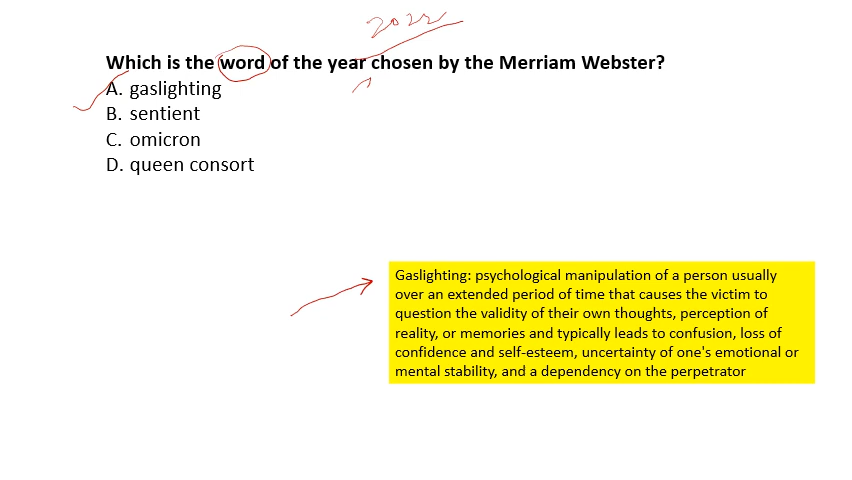 2022
Which is the word of the year chosen by the Merriam Webster?
A. gaslighting
B. sentient
C. omicron
D. queen consort
Gaslighting: psychological manipulation of a person usually
over an extended period of time that causes the victim to
question the validity of their own thoughts, perception of
reality, or memories and typically leads to confusion, loss of
confidence and self-esteem, uncertainty of one's emotional or
mental stability, and a dependency on the perpetrator